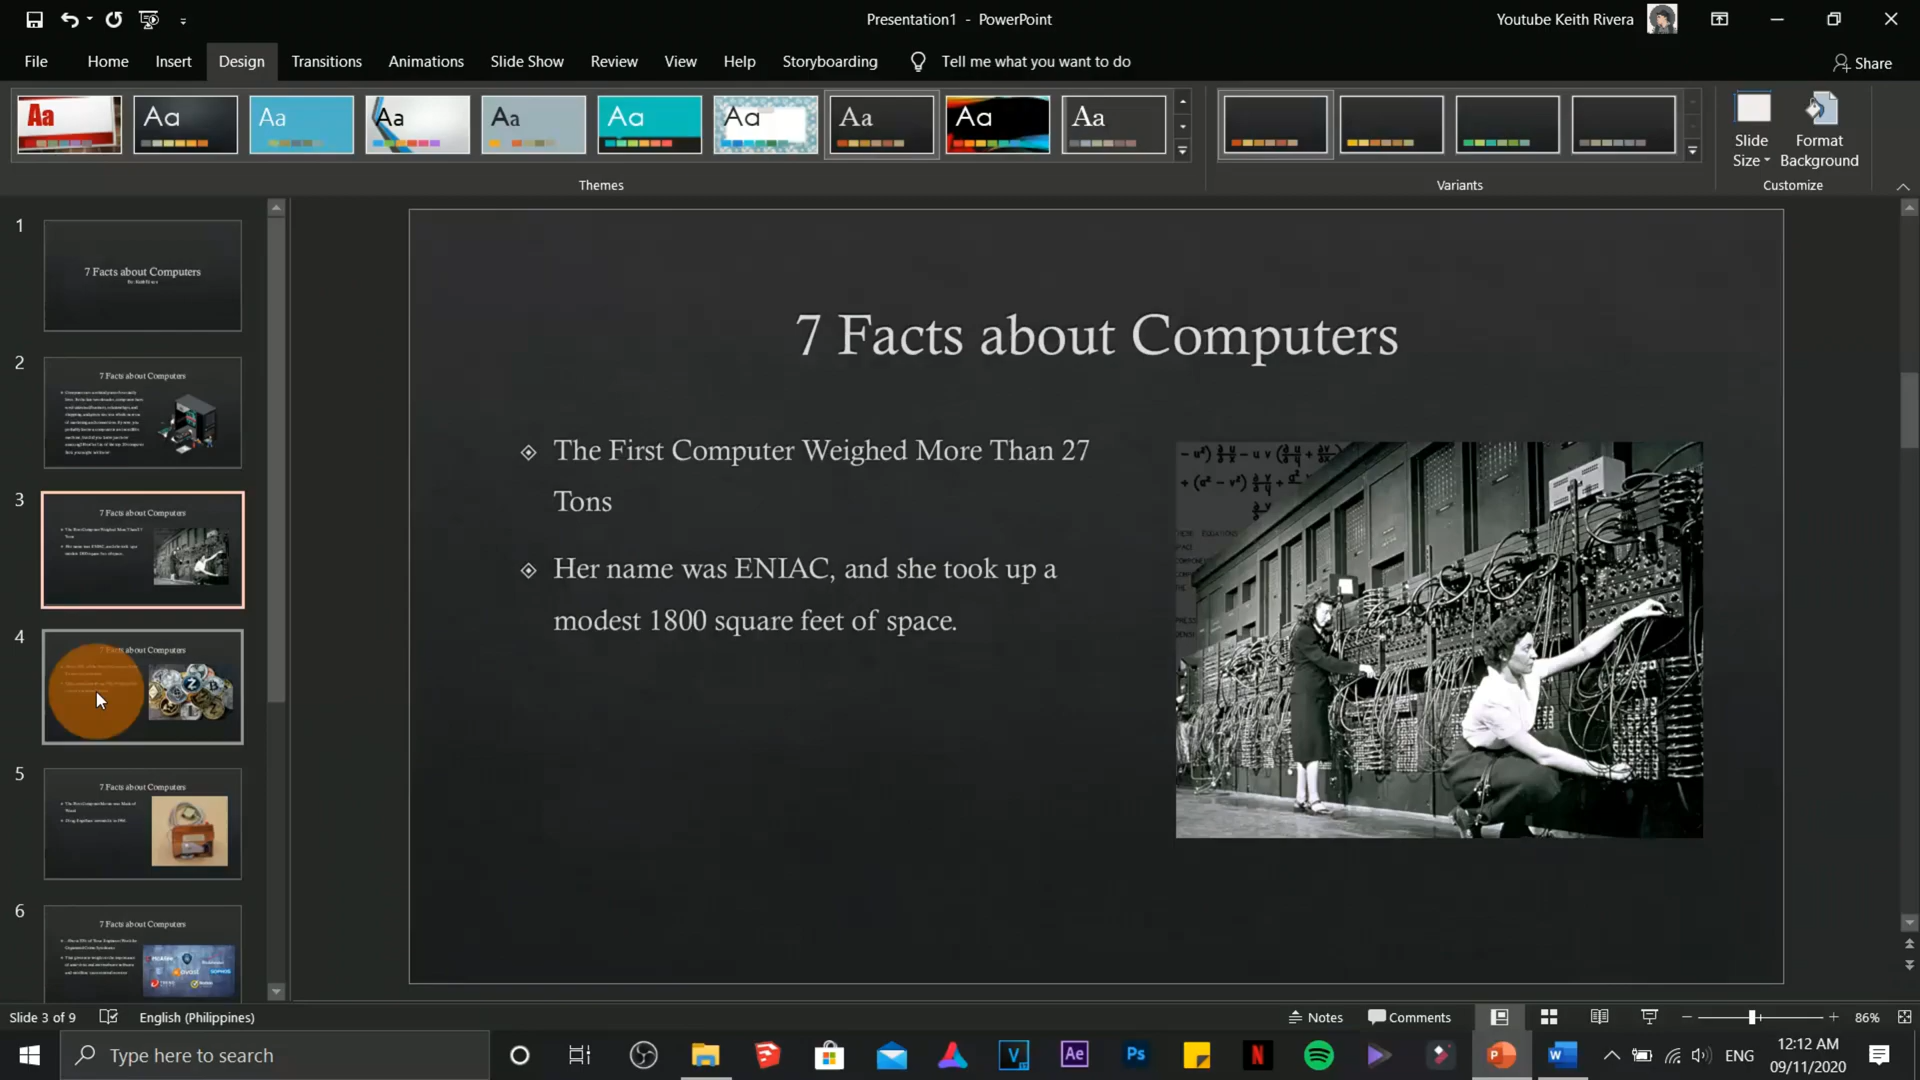 Presentation1 - PowerPoint
Youtube Keith Rivera
File
Home
Insert
Design
Transitions
Animations
Slide Show
Review
View
Help
Storyboarding
Tell me what you want to do
Share
Aa
Aa
Aa
Aa
Aa
Aa
Aa
Aa
Aa
Aa
Slide
Size
Format
Background
Themes
Variants
Customize
1
7 Facts about Computers
2
7 Facts about Computers
3
7 Facts about Computers
4
7 Facts about Computers
5
7 Facts about Computers
6
7 Facts about Computers
7 Facts about Computers
The First Computer Weighed More Than 27
Tons
Her name was ENIAC, and she took up a
modest 1800 square feet of space.
Slide 3 of 9
English (Philippines)
Notes
Comments
86%
Type here to search
ENG
12:12 AM
09/11/2020